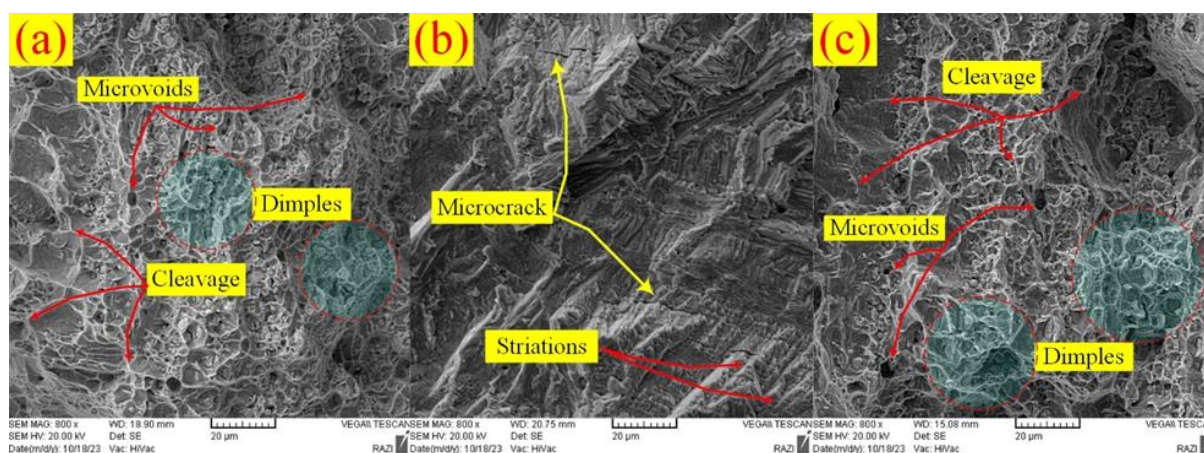 (a)
Microvoids
Dimples
Cleavage
SEM MAG: 800 x WD: 18.90 mm VEGAII TESCAN
SEM HV: 20.00 kV Det: SE 20 µm
Date(m/d/y): 10/18/23 Vac: HiVac RAZI
(b)
Microcrack
Striations
SEM MAG: 800 x WD: 20.75 mm VEGAII TESCAN
SEM HV: 20.00 kV Det: SE 20 µm
Date(m/d/y): 10/18/23 Vac: HiVac RAZI
(c)
Cleavage
Microvoids
Dimples
SEM MAG: 800 x WD: 15.08 mm VEGAII TESCAN
SEM HV: 20.00 kV Det: SE 20 µm
Date(m/d/y): 10/18/23 Vac: HiVac RAZI